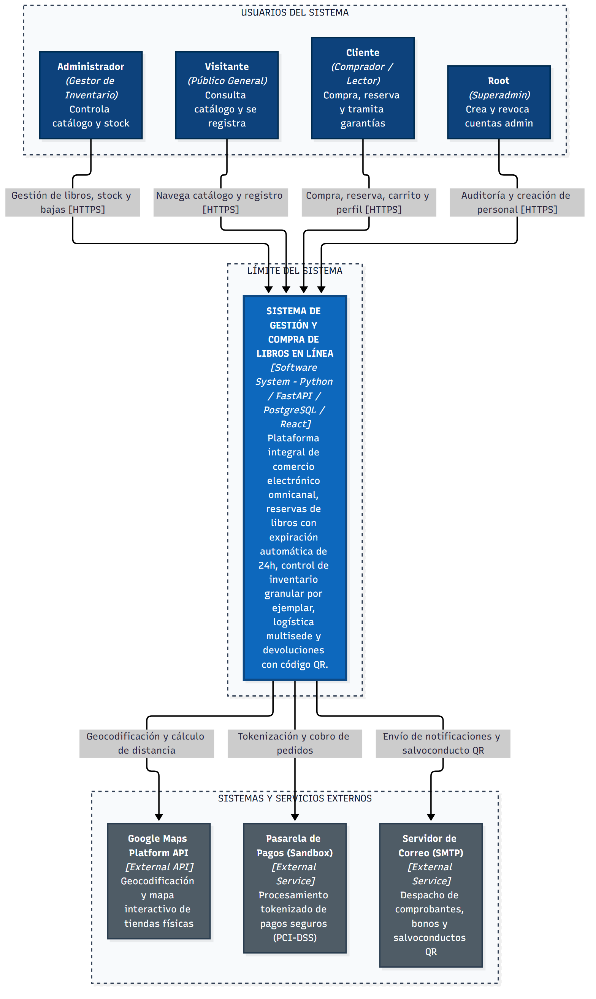 USUARIOS DEL SISTEMA
Administrador
(Gestor de
Inventario)
Controla
catálogo y stock
Visitante
(Público General)
Consulta
catálogo y se
registra
Cliente
(Comprador /
Lector)
Compra, reserva
y tramita
garantías
Root
(Superadmin)
Crea y revoca
cuentas admin
Gestión de libros, stock y
bajas [HTTPS]
Navega catálogo y registro
[HTTPS]
Compra, reserva, carrito y
perfil [HTTPS]
Auditoría y creación de
personal [HTTPS]
LÍMITE DEL SISTEMA
SISTEMA DE
GESTIÓN Y
COMPRA DE
LIBROS EN LÍNEA
[Software
System - Python
/ FastAPI /
PostgreSQL /
React]
Plataforma
integral de
comercio
electrónico
omnicanal,
reservas de
libros con
expiración
automática de
24h, control de
inventario
granular por
ejemplar,
logística
multisede y
devoluciones
con código QR.
Geocodificación y cálculo
de distancia
Tokenización y cobro de
pedidos
Envío de notificaciones y
salvoconducto QR
SISTEMAS Y SERVICIOS EXTERNOS
Google Maps
Platform API
[External API]
Geocodificación
y mapa
interactivo de
tiendas físicas
Pasarela de
Pagos (Sandbox)
[External
Service]
Procesamiento
tokenizado de
pagos seguros
(PCI-DSS)
Servidor de
Correo (SMTP)
[External
Service]
Despacho de
comprobantes,
bonos y
salvoconductos
QR